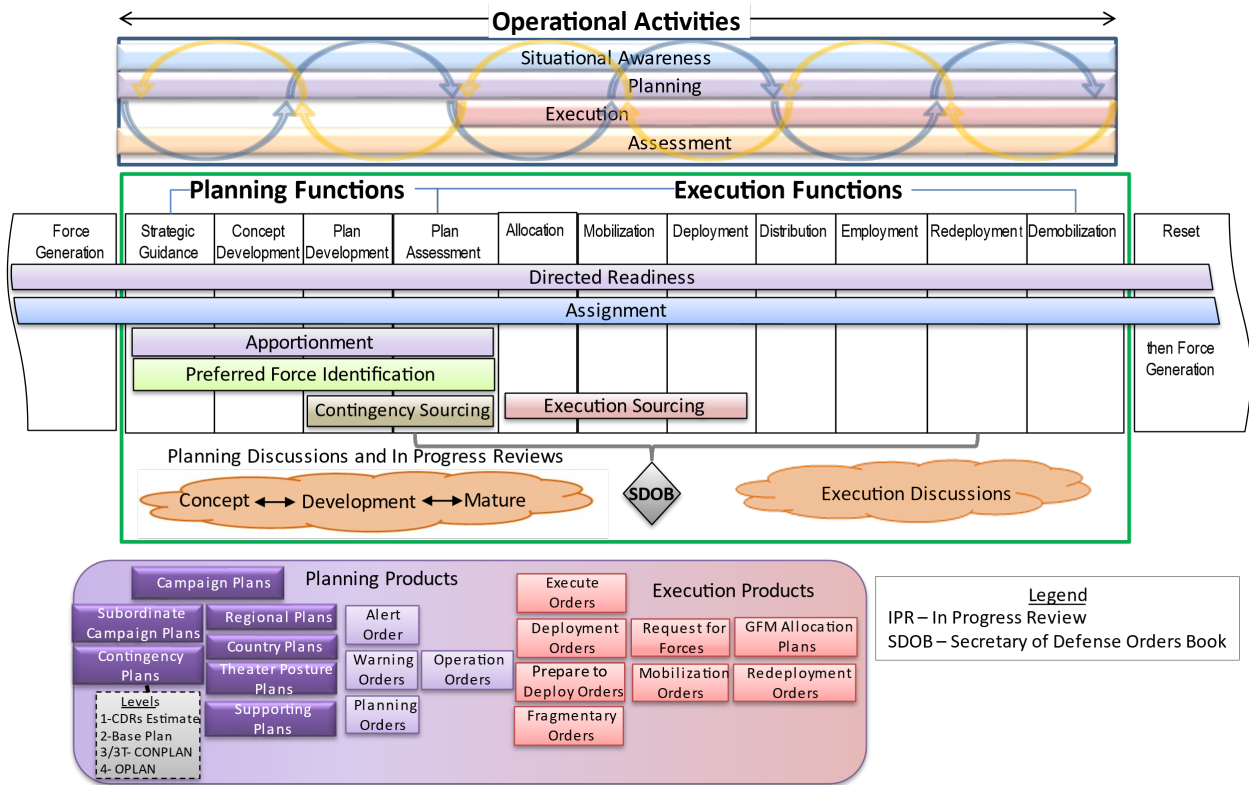 Operational Activities
Situational Awareness
Planning
Execution
Assessment
Planning Functions
Execution Functions
Force
Generation
Strategic
Guidance
Concept
Development
Plan
Development
Plan
Assessment
Allocation
Mobilization
Deployment
Distribution
Employment
Redeployment
Demobilization
Reset
Directed Readiness
Assignment
Apportionment
then Force
Generation
Preferred Force Identification
Contingency Sourcing
Execution Sourcing
Planning Discussions and In Progress Reviews
Concept
Development
Mature
SDOB
Execution Discussions
Planning Products
Campaign Plans
Subordinate
Campaign Plans
Contingency
Plans
Levels
1-CDRs Estimate
2-Base Plan
3/3T- CONPLAN
4- OPLAN
Regional Plans
Country Plans
Theater Posture
Plans
Supporting
Plans
Alert
Order
Warning
Orders
Planning
Orders
Operation
Orders
Execution Products
Execute
Orders
Deployment
Orders
Prepare to
Deploy Orders
Fragmentary
Orders
Request for
Forces
Mobilization
Orders
GFM Allocation
Plans
Redeployment
Orders
Legend
IPR – In Progress Review
SDOB – Secretary of Defense Orders Book